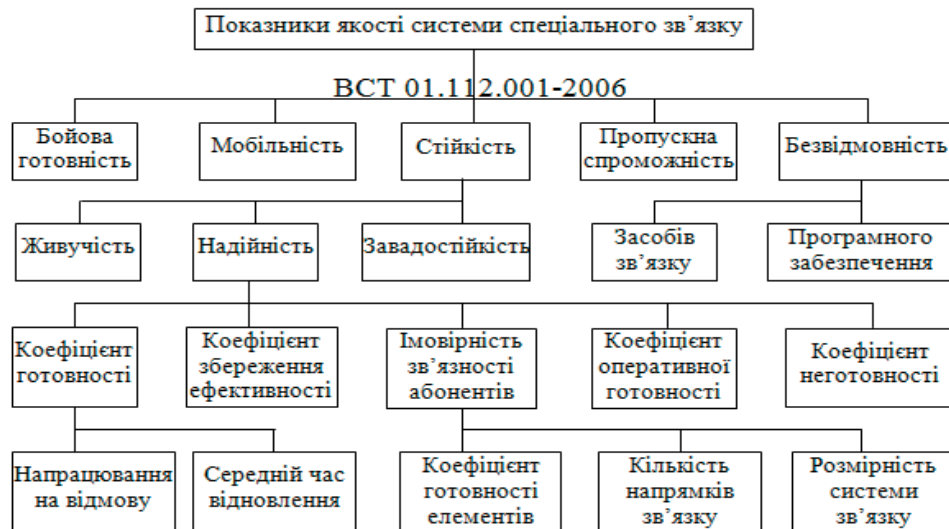 Показники якості системи спеціального зв’язку
ВСТ 01.112.001-2006
Бойова
готовність
Мобільність
Стійкість
Пропускна
спроможність
Безвідмовність
Живучість
Надійність
Завадостійкість
Засобів
зв’язку
Програмного
забезпечення
Коефіцієнт
готовності
Коефіцієнт
збереження
ефективності
Імовірність
зв’язності
абонентів
Коефіцієнт
оперативної
готовності
Коефіцієнт
неготовності
Напрацювання
на відмову
Середній час
відновлення
Коефіцієнт
готовності
елементів
Кількість
напрямків
зв’язку
Розмірність
системи
зв’язку